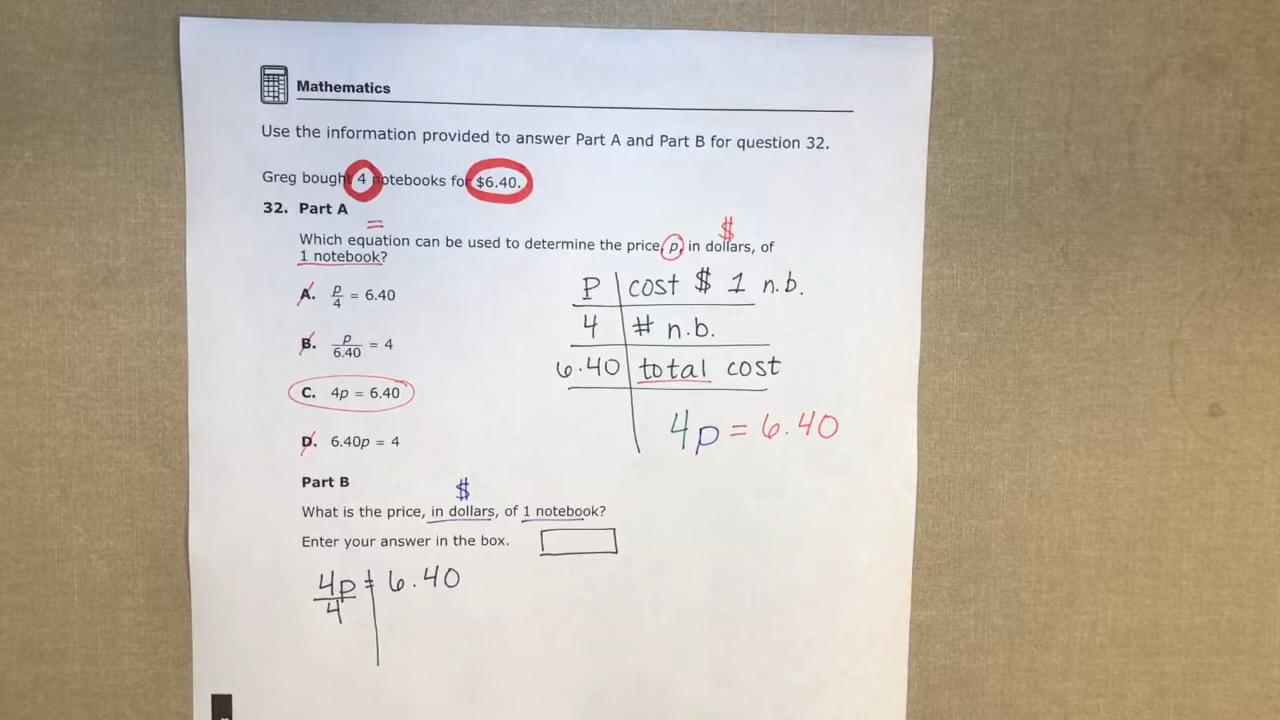 Mathematics
Use the information provided to answer Part A and Part B for question 32.
Greg bought 4 notebooks for $6.40.
32. Part A
=
$
Which equation can be used to determine the price, p, in dollars, of
1 notebook?
P cost $ 1 n.b.
A. p/4 = 6.40
4 # n.b.
B. p/6.40 = 4
6.40 total cost
C. 4p = 6.40
4p = 6.40
D. 6.40p = 4
Part B
$
What is the price, in dollars, of 1 notebook?
Enter your answer in the box.
4p = 6.40
4